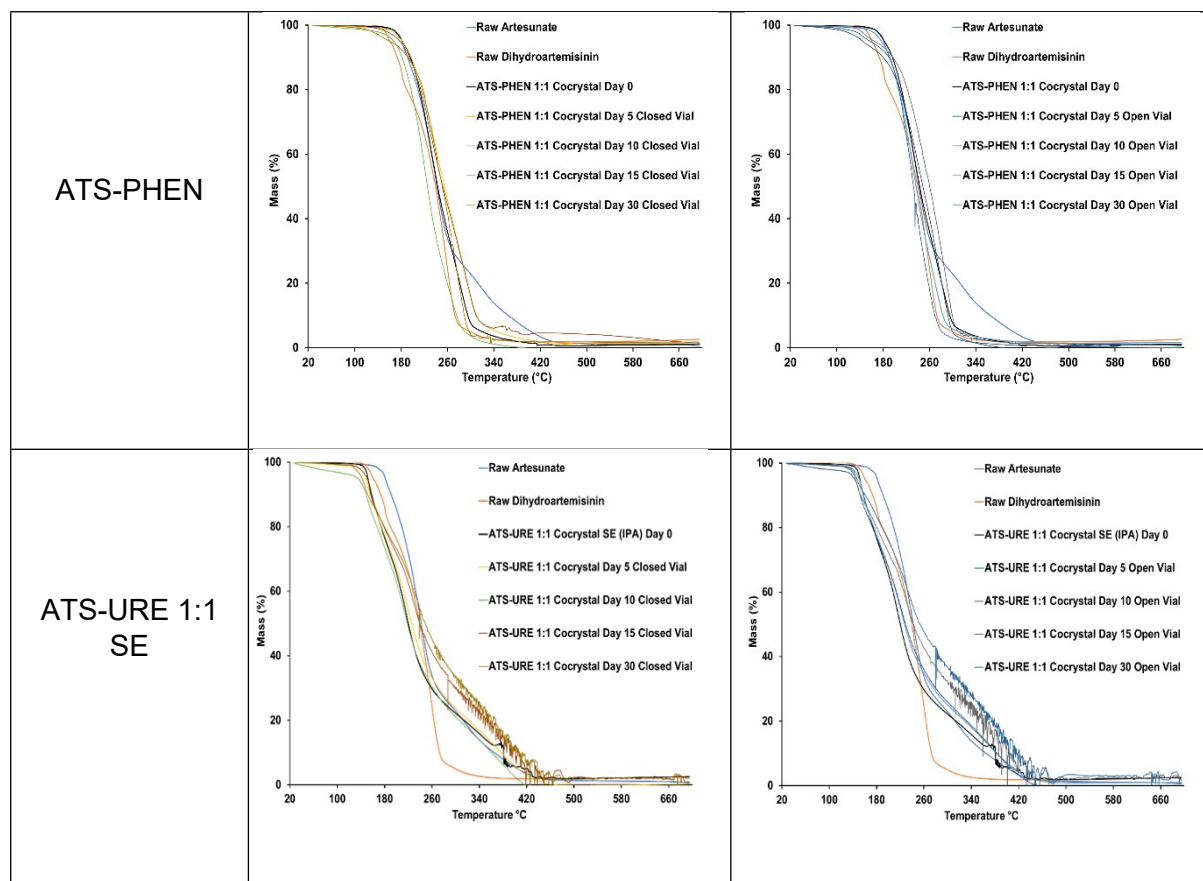 ATS-PHEN
Mass (%)
100
80
60
40
20
0
20 100 180 260 340 420 500 580 660
Temperature (°C)
Raw Artesunate
Raw Dihydroartemisinin
ATS-PHEN 1:1 Cocrystal Day 0
ATS-PHEN 1:1 Cocrystal Day 5 Closed Vial
ATS-PHEN 1:1 Cocrystal Day 10 Closed Vial
ATS-PHEN 1:1 Cocrystal Day 15 Closed Vial
ATS-PHEN 1:1 Cocrystal Day 30 Closed Vial
Mass (%)
100
80
60
40
20
0
20 100 180 260 340 420 500 580 660
Temperature (°C)
Raw Artesunate
Raw Dihydroartemisinin
ATS-PHEN 1:1 Cocrystal Day 0
ATS-PHEN 1:1 Cocrystal Day 5 Open Vial
ATS-PHEN 1:1 Cocrystal Day 10 Open Vial
ATS-PHEN 1:1 Cocrystal Day 15 Open Vial
ATS-PHEN 1:1 Cocrystal Day 30 Open Vial
ATS-URE 1:1
SE
Mass (%)
100
80
60
40
20
0
20 100 180 260 340 420 500 580 660
Temperature °C
Raw Artesunate
Raw Dihydroartemisinin
ATS-URE 1:1 Cocrystal SE (IPA) Day 0
ATS-URE 1:1 Cocrystal Day 5 Closed Vial
ATS-URE 1:1 Cocrystal Day 10 Closed Vial
ATS-URE 1:1 Cocrystal Day 15 Closed Vial
ATS-URE 1:1 Cocrystal Day 30 Closed Vial
Mass (%)
100
80
60
40
20
0
20 100 180 260 340 420 500 580 660
Temperature °C
Raw Artesunate
Raw Dihydroartemisinin
ATS-URE 1:1 Cocrystal SE (IPA) Day 0
ATS-URE 1:1 Cocrystal Day 5 Open Vial
ATS-URE 1:1 Cocrystal Day 10 Open Vial
ATS-URE 1:1 Cocrystal Day 15 Open Vial
ATS-URE 1:1 Cocrystal Day 30 Open Vial